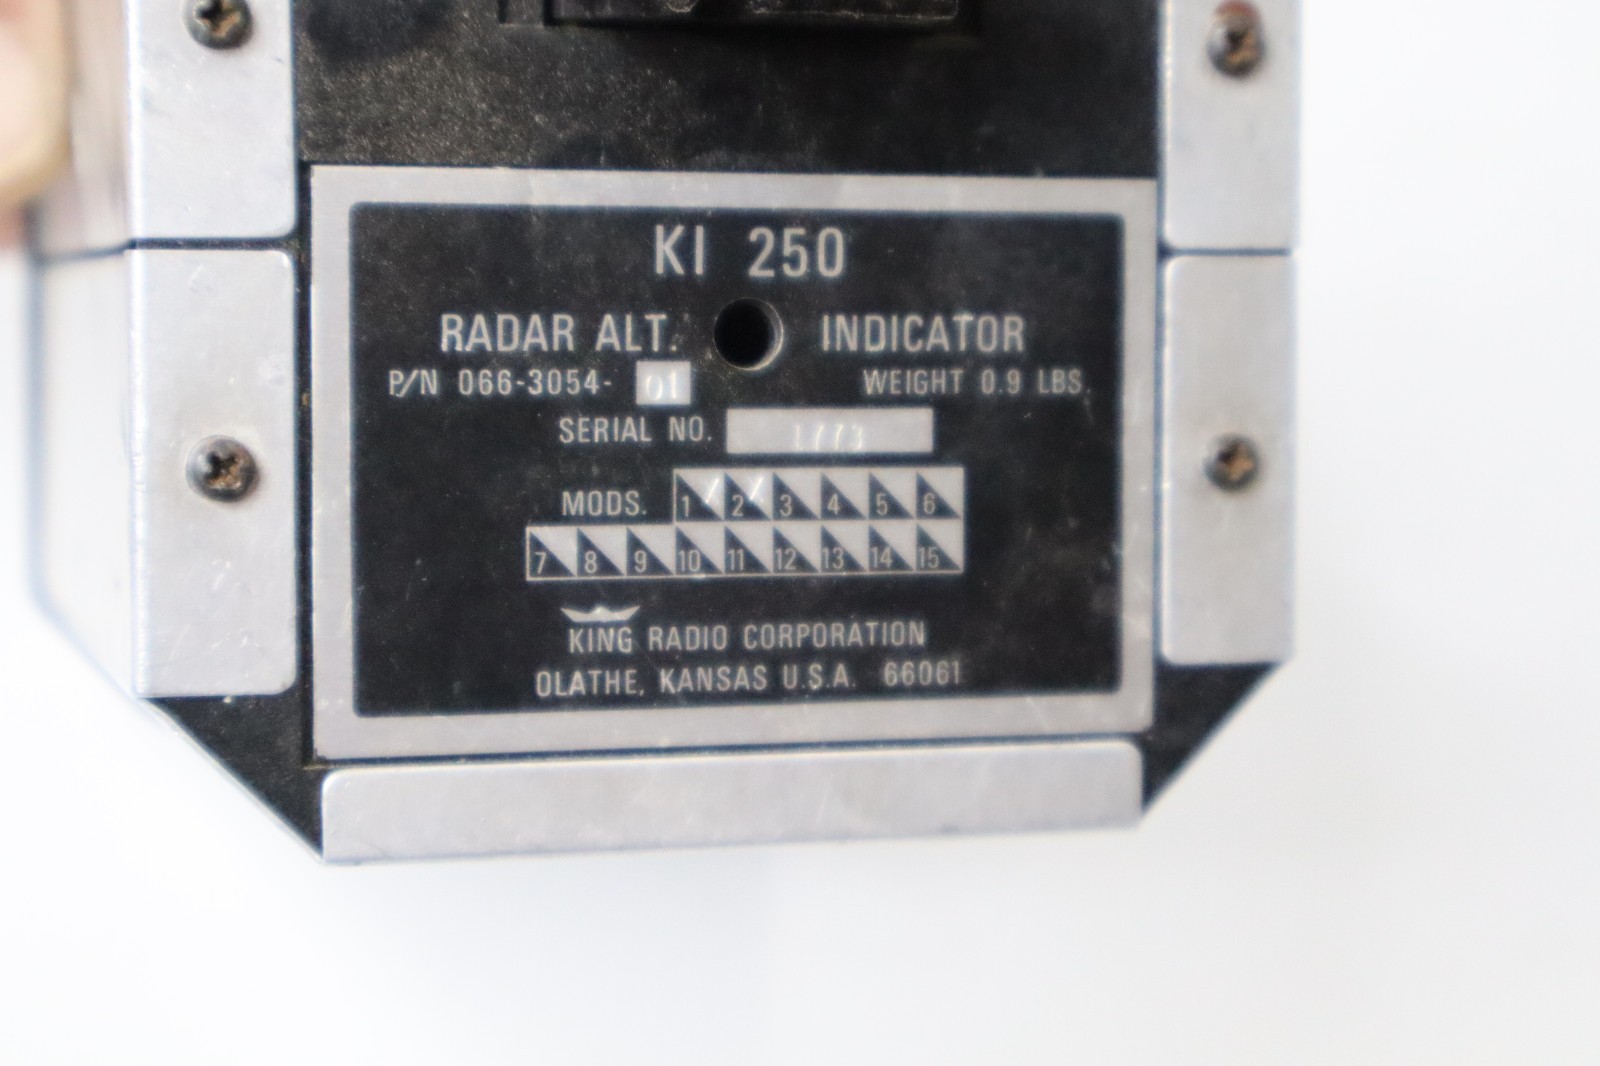 KI 250
RADAR ALT. INDICATOR
P/N 066-3054- 01 WEIGHT 0.9 LBS.
SERIAL NO.
MODS. 1 2 3 4 5 6
7 8 9 10 11 12 13 14 15
KING RADIO CORPORATION
OLATHE, KANSAS U.S.A. 66061